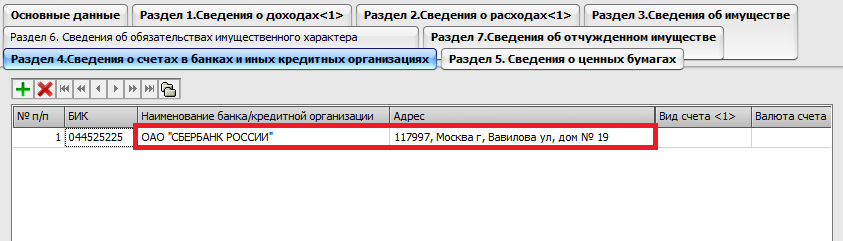 Основные данные Раздел 1.Сведения о доходах<1> Раздел 2.Сведения о расходах<1> Раздел 3.Сведения об имуществе
Раздел 6. Сведения об обязательствах имущественного характера Раздел 7.Сведения об отчужденном имуществе
Раздел 4.Сведения о счетах в банках и иных кредитных организациях Раздел 5. Сведения о ценных бумагах
№ п/п БИК Наименование банка/кредитной организации Адрес Вид счета <1> Валюта счета
1 044525225 ОАО "СБЕРБАНК РОССИИ" 117997, Москва г, Вавилова ул, дом № 19